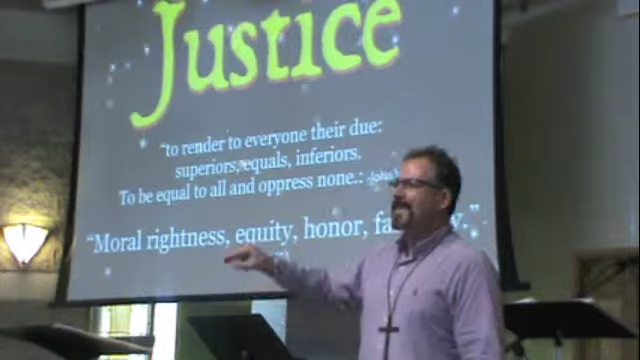 Justice
"to render to everyone their due:
superiors, equals, inferiors.
To be equal to all and oppress none.:
"Moral rightness, equity, honor,